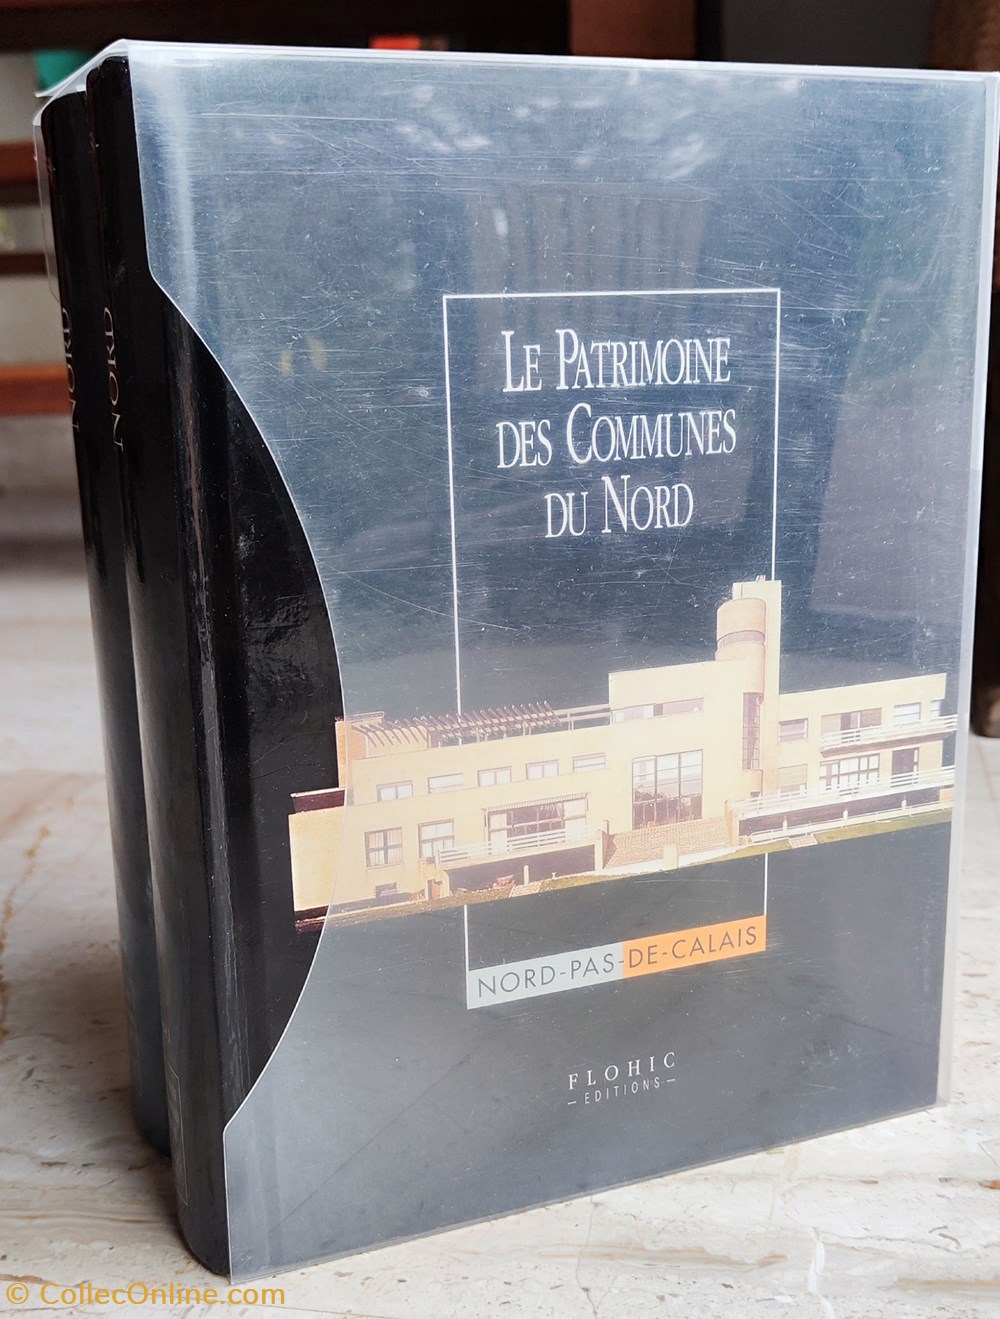 NORD
NORD
LE PATRIMOINE
DES COMMUNES
DU NORD
NORD-PAS-DE-CALAIS
FLOHIC
–EDITIONS–
© CollecOnline.com